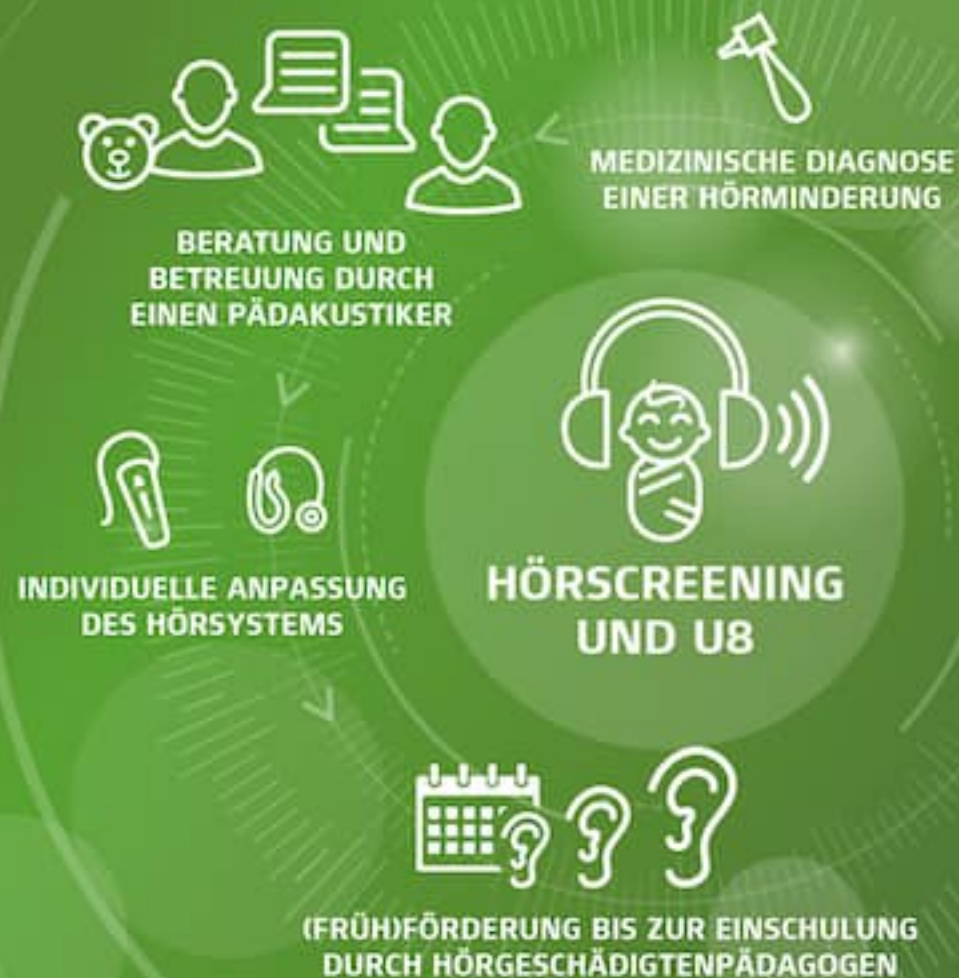 MEDIZINISCHE DIAGNOSE
EINER HÖRMINDERUNG
BERATUNG UND
BETREUUNG DURCH
EINEN PÄDAKUSTIKER
INDIVIDUELLE ANPASSUNG
DES HÖRSYSTEMS
HÖRSCREENING
UND U8
(FRÜH)FÖRDERUNG BIS ZUR EINSCHULUNG
DURCH HÖRGESCHÄDIGTENPÄDAGOGEN